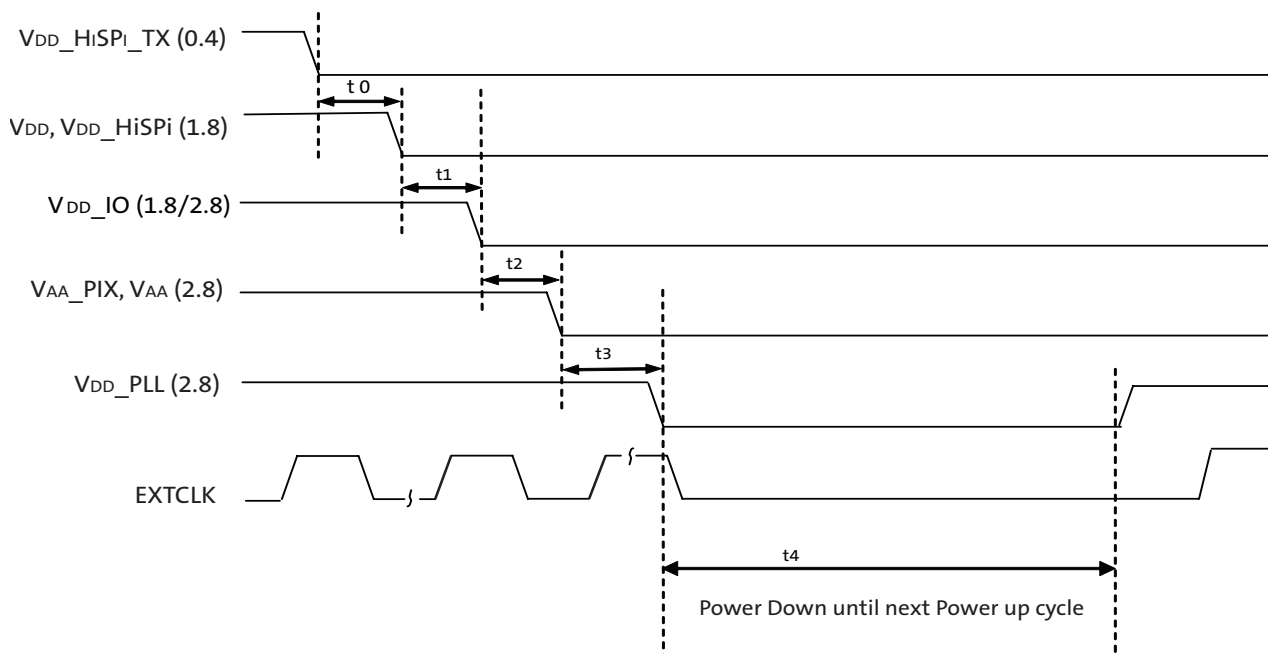 VDD_HiSPi_TX (0.4)
t 0
VDD, VDD_HiSPi (1.8)
t1
VDD_IO (1.8/2.8)
t2
VAA_PIX, VAA (2.8)
t3
VDD_PLL (2.8)
EXTCLK
t4
Power Down until next Power up cycle